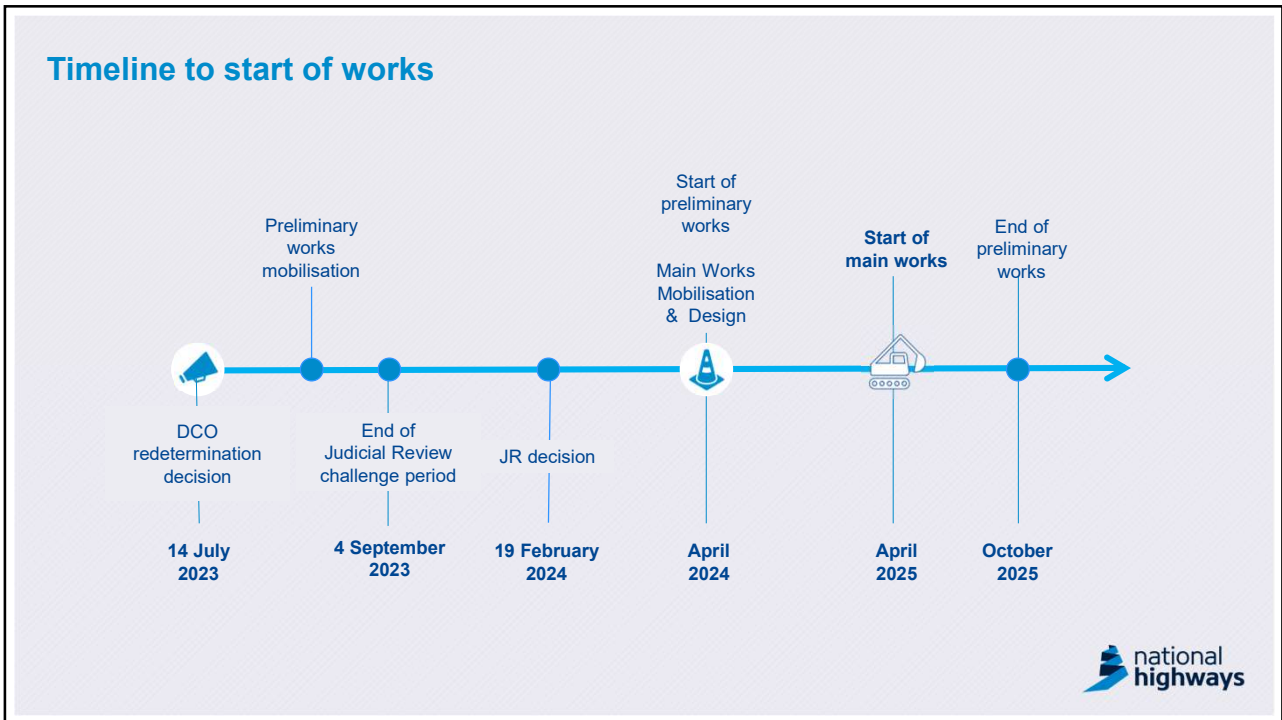 Timeline to start of works
Preliminary
works
mobilisation
Start of
preliminary
works
Main Works
Mobilisation
& Design
Start of
main works
End of
preliminary
works
DCO
redetermination
decision
End of
Judicial Review
challenge period
JR decision
14 July
2023
4 September
2023
19 February
2024
April
2024
April
2025
October
2025
national
highways